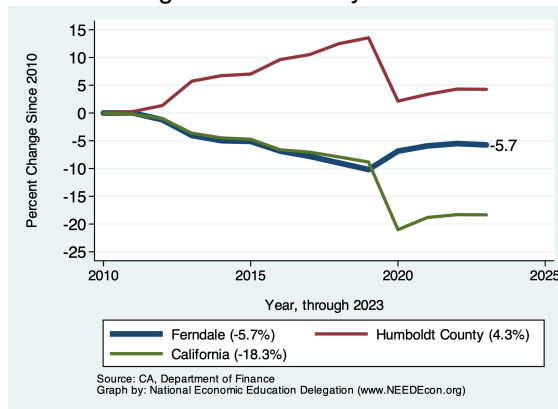 15
10
5
0
-5
-10
-15
-20
-25
Percent Change Since 2010
-5.7
2010
2015
2020
2025
Year, through 2023
Ferndale (-5.7%)
Humboldt County (4.3%)
California (-18.3%)
Source: CA, Department of Finance
Graph by: National Economic Education Delegation (www.NEEDEcon.org)